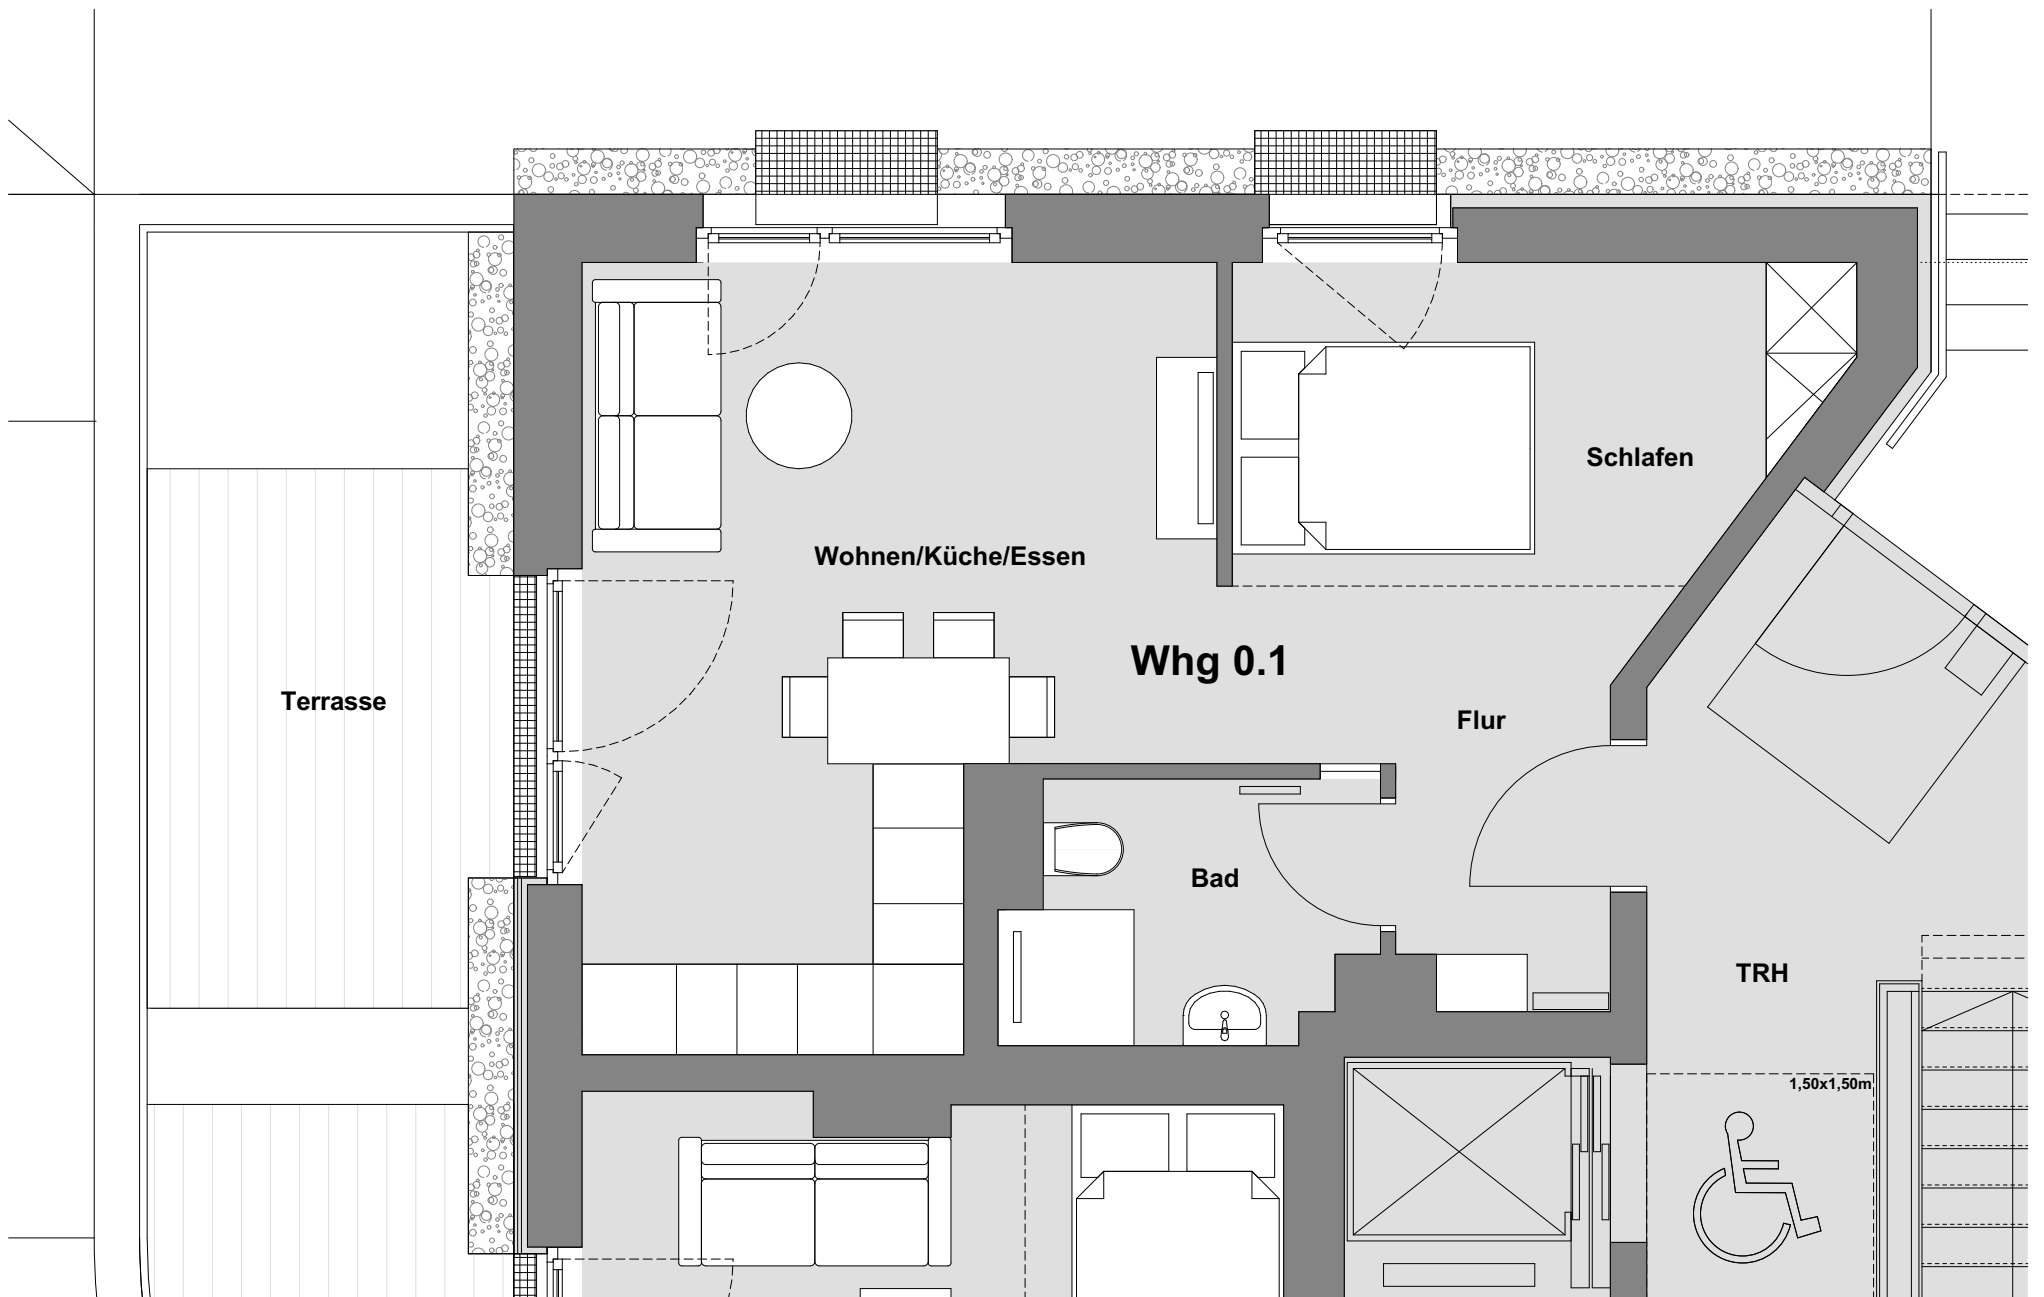 Schlafen
Wohnen/Küche/Essen
Whg 0.1
Terrasse
Flur
Bad
TRH
1,50x1,50m